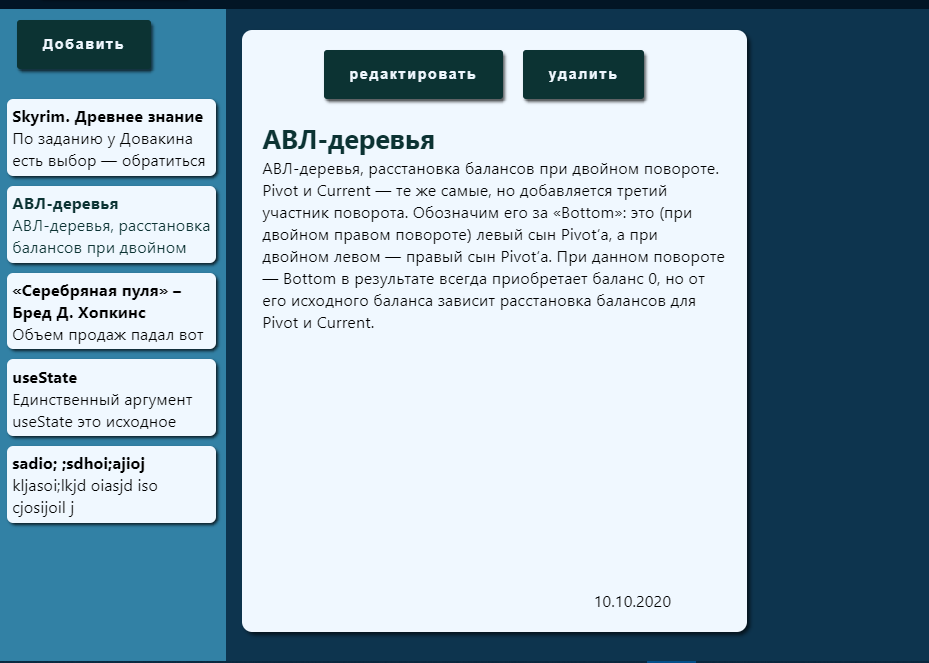 Добавить
Skyrim. Древнее знание
По заданию у Довакина
есть выбор — обратиться
АВЛ-деревья
АВЛ-деревья, расстановка
балансов при двойном
«Серебряная пуля» –
Бред Д. Хопкинс
Объем продаж падал вот
useState
Единственный аргумент
useState это исходное
sadio; ;sdhoi;ajioj
kljasoi;lkjd oiasjd iso
cjosijoil j
редактировать
удалить
АВЛ-деревья
АВЛ-деревья, расстановка балансов при двойном повороте.
Pivot и Current — те же самые, но добавляется третий
участник поворота. Обозначим его за «Bottom»: это (при
двойном правом повороте) левый сын Pivot’а, а при
двойном левом — правый сын Pivot’а. При данном повороте
— Bottom в результате всегда приобретает баланс 0, но от
его исходного баланса зависит расстановка балансов для
Pivot и Current.
10.10.2020